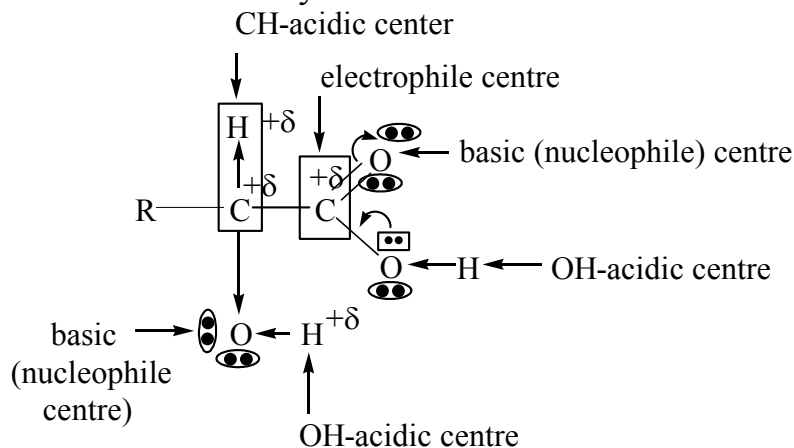 CH-acidic center
electrophile centre
H +δ
+δ O basic (nucleophile) centre
+δ
R C C
O H OH-acidic centre
basic O H +δ
(nucleophile
centre)
OH-acidic centre